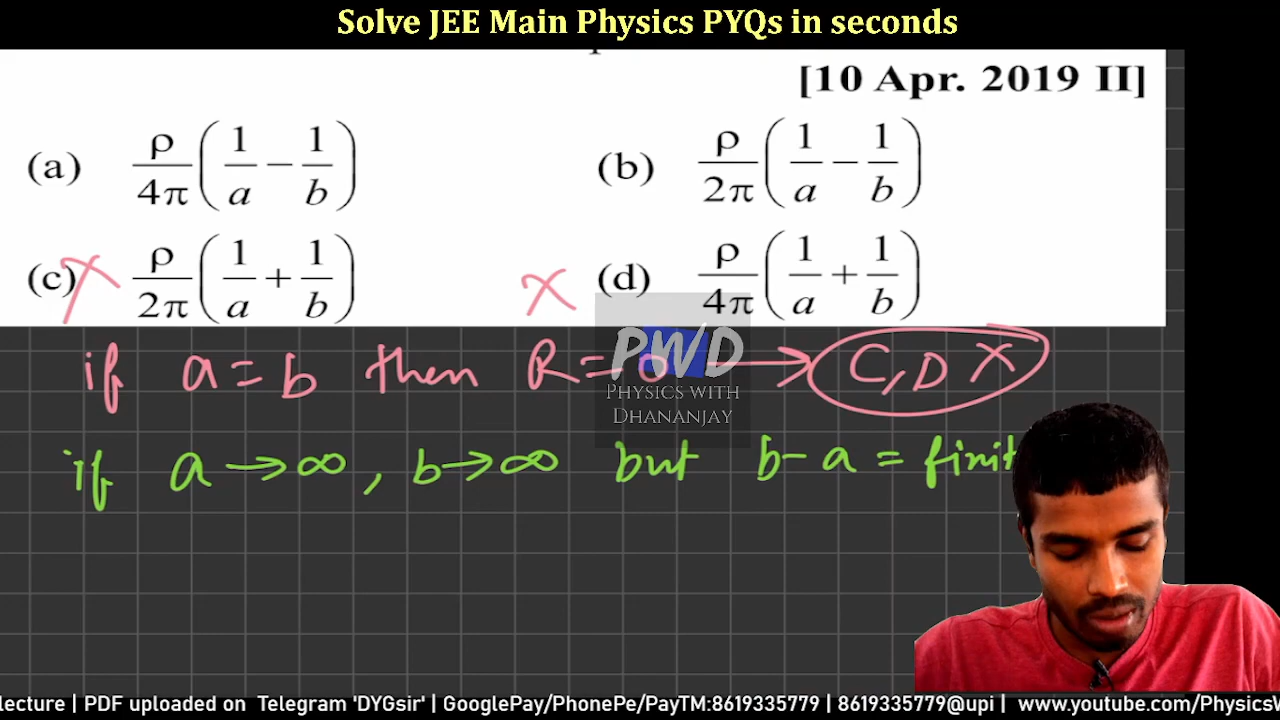 Solve JEE Main Physics PYQs in seconds
[10 Apr. 2019 II]
(a) ρ/4π (1/a − 1/b) (b) ρ/2π (1/a − 1/b)
(c) ρ/2π (1/a + 1/b) (d) ρ/4π (1/a + 1/b)
if a = b then R = 0 → C, D X
PWD
PHYSICS WITH
DHANANJAY
if a → ∞, b → ∞ but b - a = finit
lecture | PDF uploaded on Telegram 'DYGsir' | GooglePay/PhonePe/PayTM:8619335779 | 8619335779@upi | www.youtube.com/PhysicsW